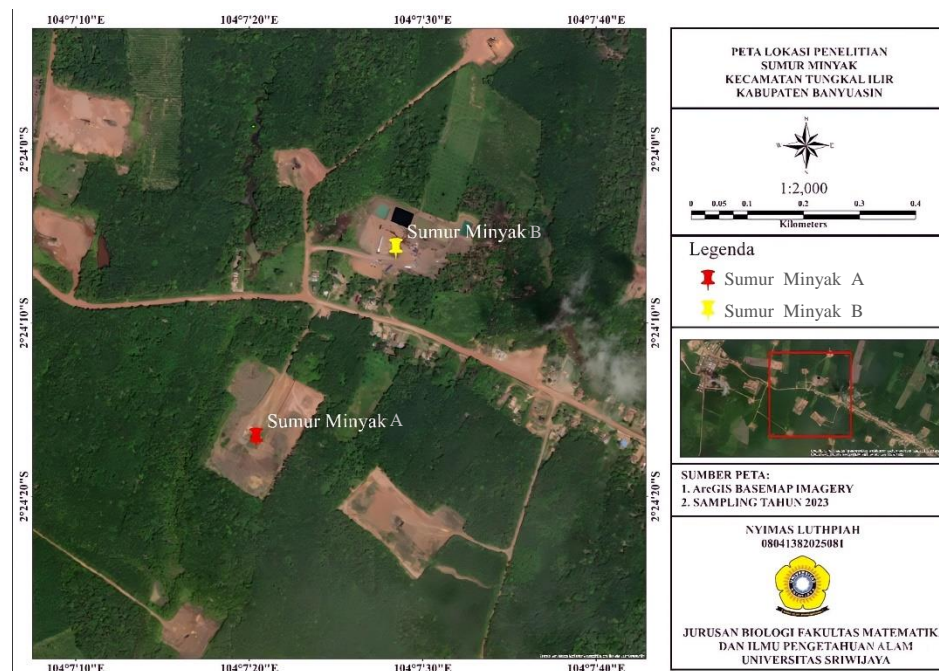 104°7'10"E 104°7'20"E 104°7'30"E 104°7'40"E
2°24'0"S 2°24'0"S
2°24'10"S 2°24'10"S
2°24'20"S 2°24'20"S
Sumur Minyak B
Sumur Minyak A
104°7'10"E 104°7'20"E 104°7'30"E 104°7'40"E
PETA LOKASI PENELITIAN
SUMUR MINYAK
KECAMATAN TUNGKAL ILIR
KABUPATEN BANYUASIN
N
W E
S
1:2,000
0 0.05 0.1 0.2 0.3 0.4
Kilometers
Legenda
Sumur Minyak A
Sumur Minyak B
SUMBER PETA:
1. ArcGIS BASEMAP IMAGERY
2. SAMPLING TAHUN 2023
NYIMAS LUTHPIAH
08041382025081
JURUSAN BIOLOGI FAKULTAS MATEMATIK
DAN ILMU PENGETAHUAN ALAM
UNIVERSITAS SRIWIJAYA